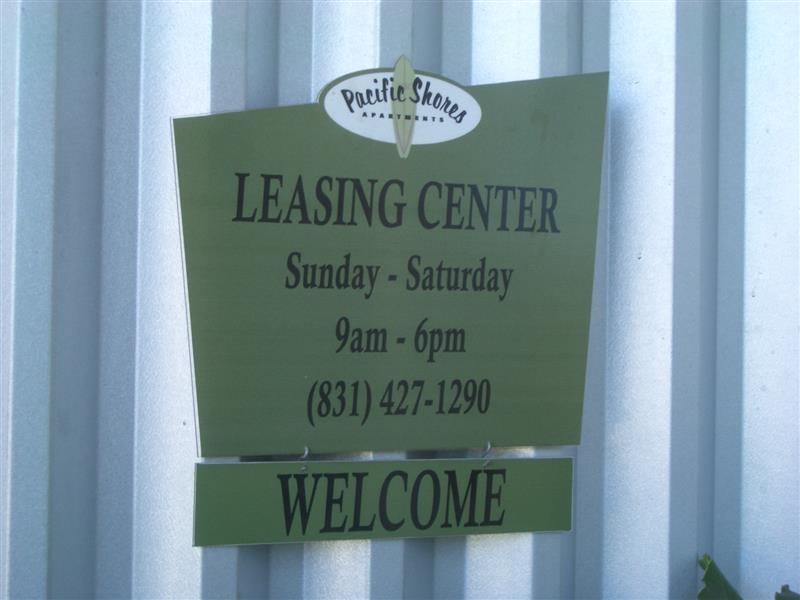 Pacific Shores
APARTMENTS
LEASING CENTER
Sunday - Saturday
9am - 6pm
(831) 427-1290
WELCOME